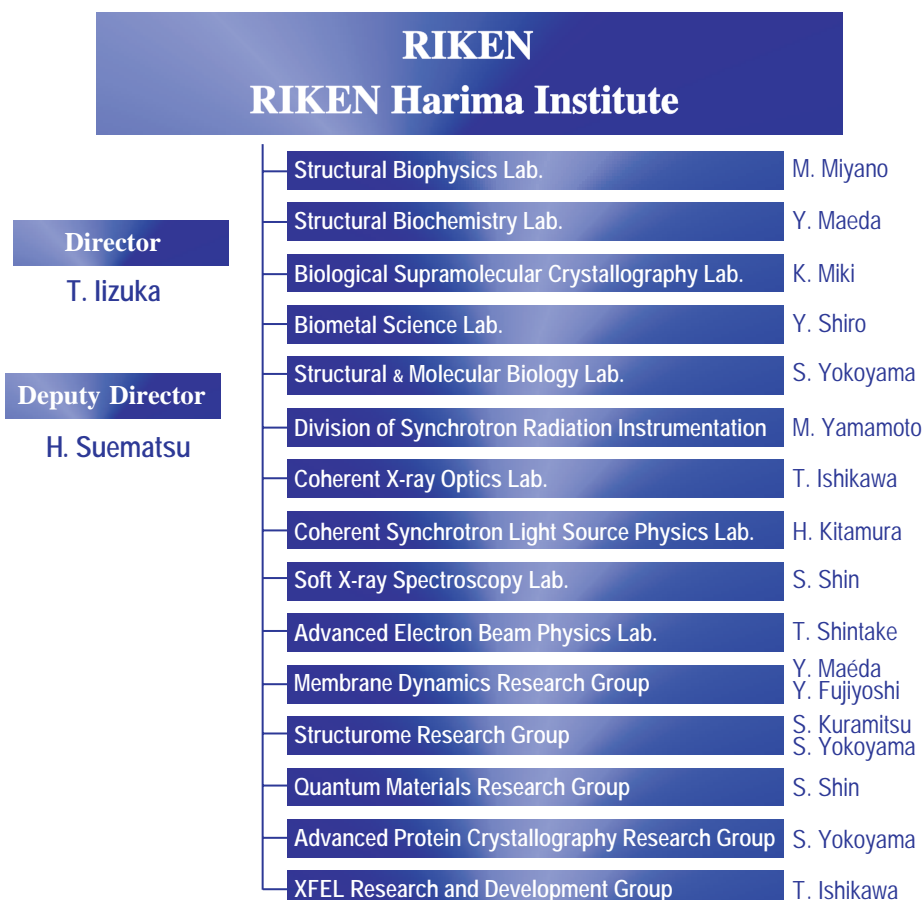 RIKEN
RIKEN Harima Institute
Director
T. Iizuka
Deputy Director
H. Suematsu
Structural Biophysics Lab. M. Miyano
Structural Biochemistry Lab. Y. Maeda
Biological Supramolecular Crystallography Lab. K. Miki
Biometal Science Lab. Y. Shiro
Structural & Molecular Biology Lab. S. Yokoyama
Division of Synchrotron Radiation Instrumentation M. Yamamoto
Coherent X-ray Optics Lab. T. Ishikawa
Coherent Synchrotron Light Source Physics Lab. H. Kitamura
Soft X-ray Spectroscopy Lab. S. Shin
Advanced Electron Beam Physics Lab. T. Shintake
Membrane Dynamics Research Group Y. Maéda
Y. Fujiyoshi
Structurome Research Group S. Kuramitsu
S. Yokoyama
Quantum Materials Research Group S. Shin
Advanced Protein Crystallography Research Group S. Yokoyama
XFEL Research and Development Group T. Ishikawa